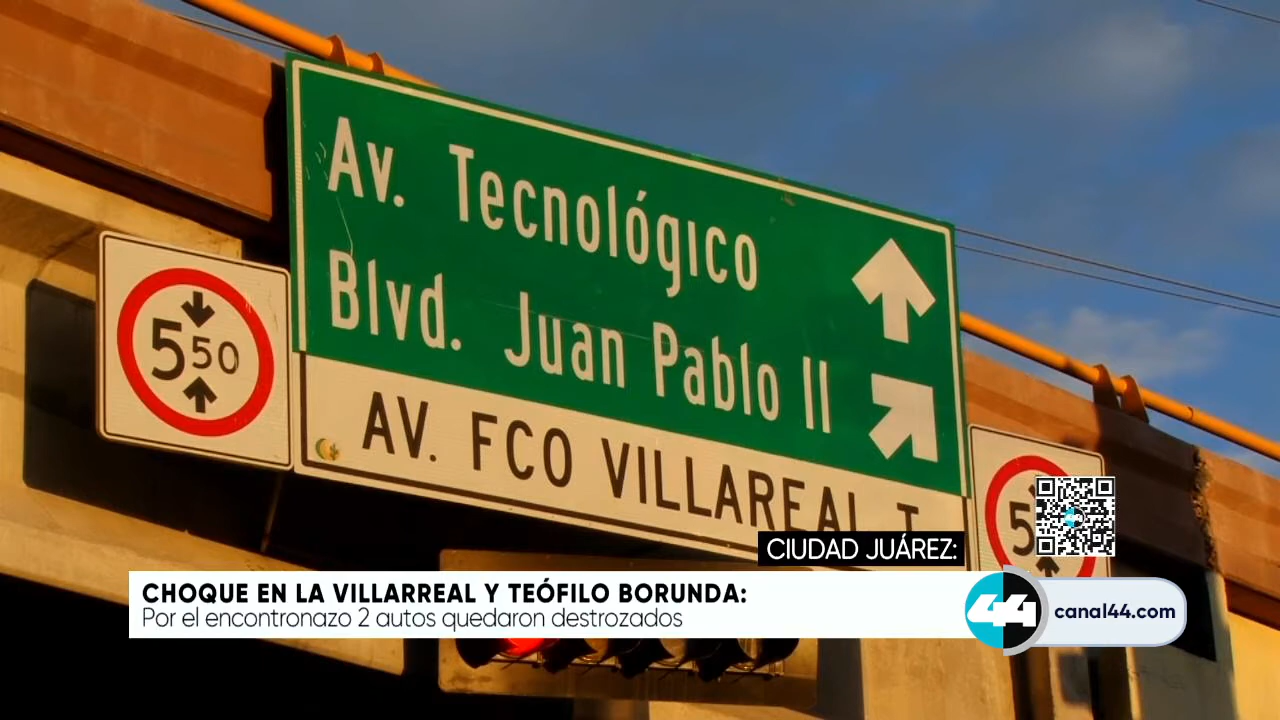 Av. Tecnológico
Blvd. Juan Pablo II
AV. FCO VILLAREAL T
5 50
5
CIUDAD JUÁREZ:
CHOQUE EN LA VILLARREAL Y TEÓFILO BORUNDA:
Por el encontronazo 2 autos quedaron destrozados
44
canal44.com